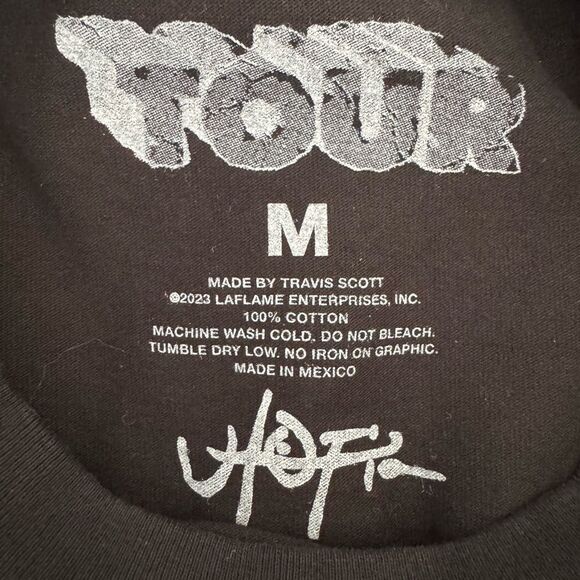 TOUR
M
MADE BY TRAVIS SCOTT
©2023 LAFLAME ENTERPRISES, INC.
100% COTTON
MACHINE WASH COLD. DO NOT BLEACH.
TUMBLE DRY LOW. NO IRON ON GRAPHIC.
MADE IN MEXICO